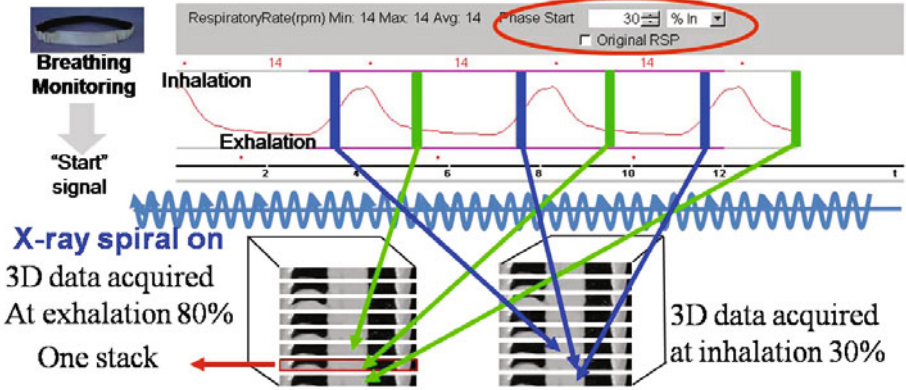 RespiratoryRate(rpm) Min: 14 Max: 14 Avg: 14 Phase Start 30 % In
Original RSP
Breathing
Monitoring
14 14 14
Inhalation
Exhalation
"Start"
signal
2 4 6 8 10 12 t
X-ray spiral on
3D data acquired
At exhalation 80%
One stack
3D data acquired
at inhalation 30%